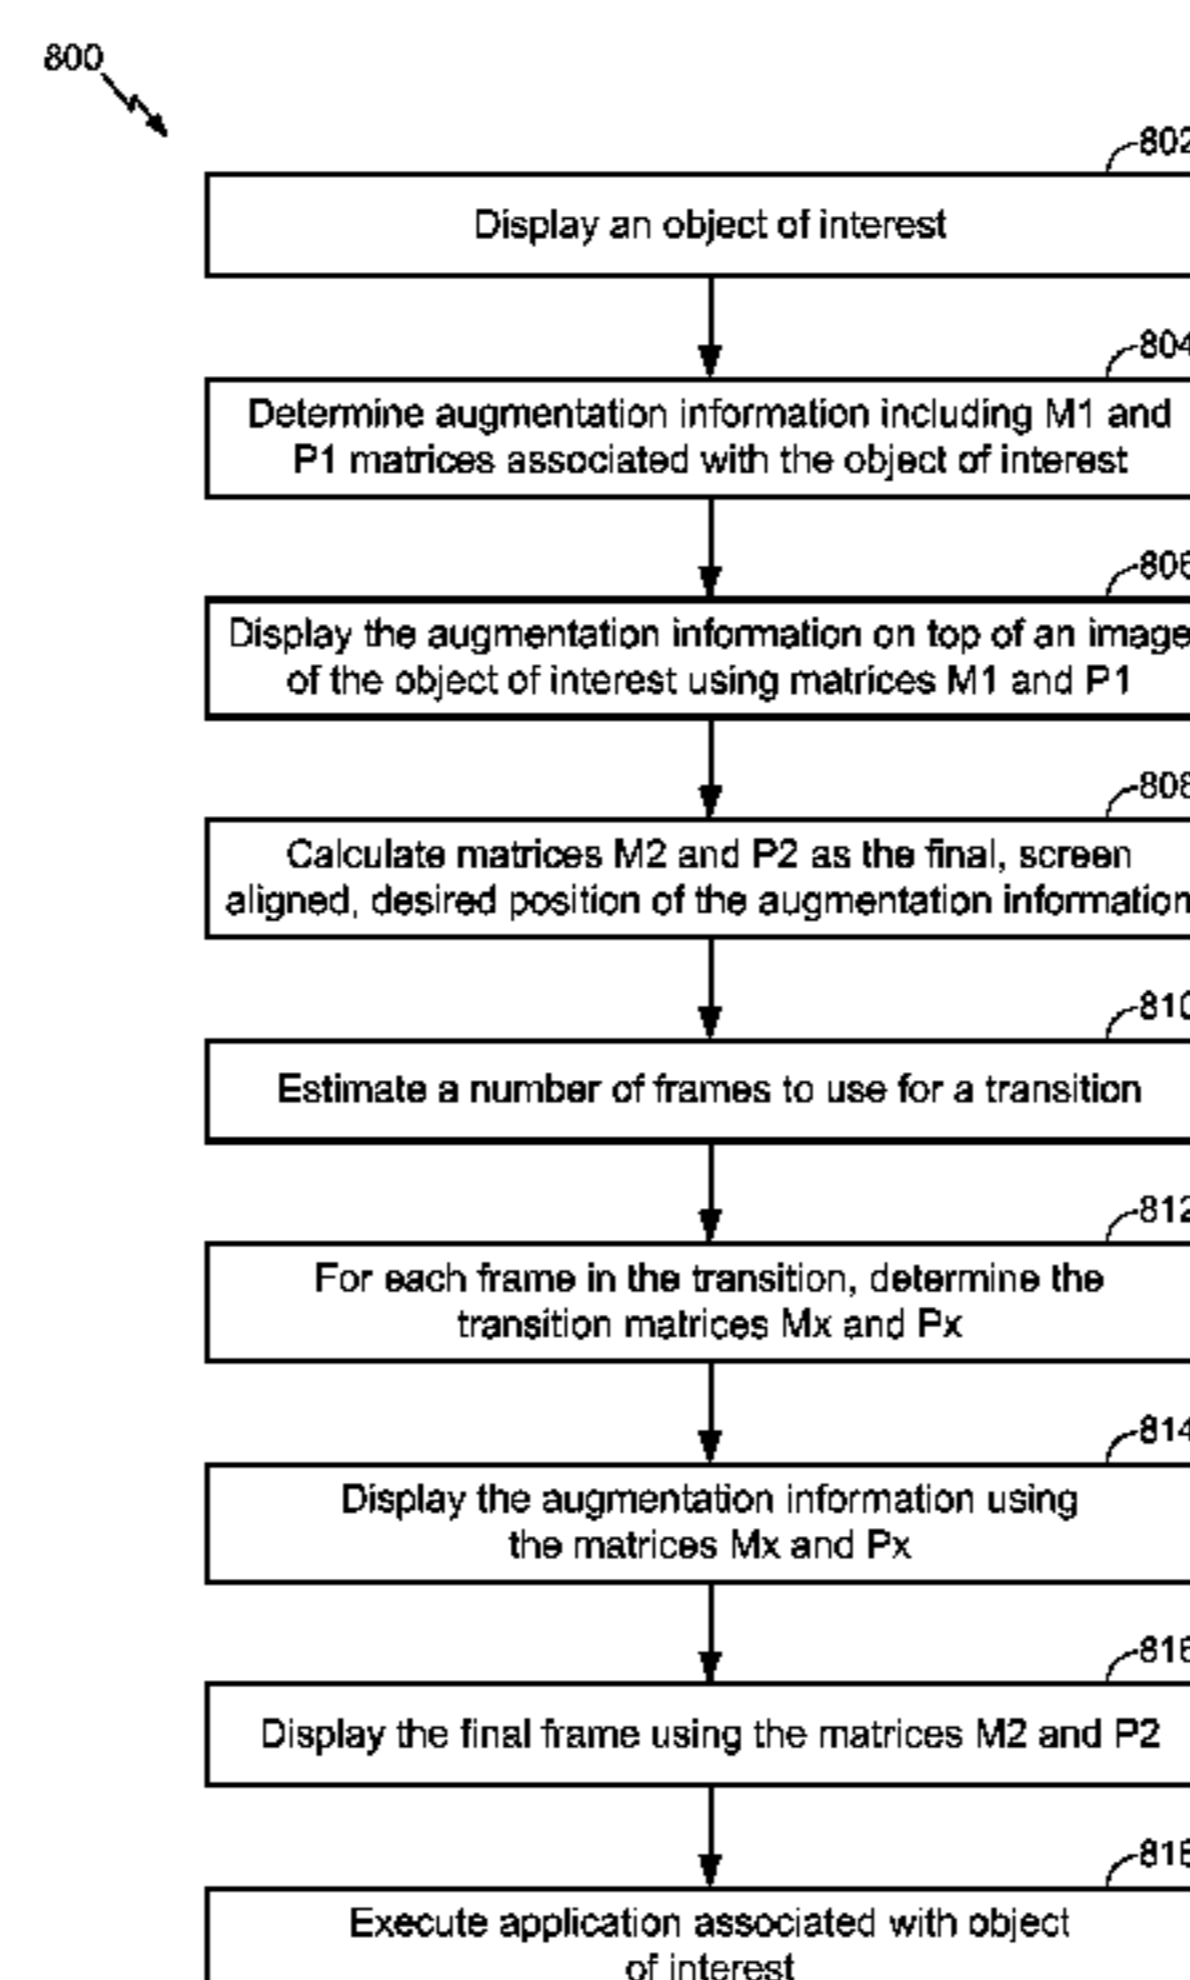 800
802
Display an object of interest
804
Determine augmentation information including M1 and
P1 matrices associated with the object of interest
806
Display the augmentation information on top of an image
of the object of interest using matrices M1 and P1
808
Calculate matrices M2 and P2 as the final, screen
aligned, desired position of the augmentation information
810
Estimate a number of frames to use for a transition
812
For each frame in the transition, determine the
transition matrices Mx and Px
814
Display the augmentation information using
the matrices Mx and Px
816
Display the final frame using the matrices M2 and P2
818
Execute application associated with object
of interest